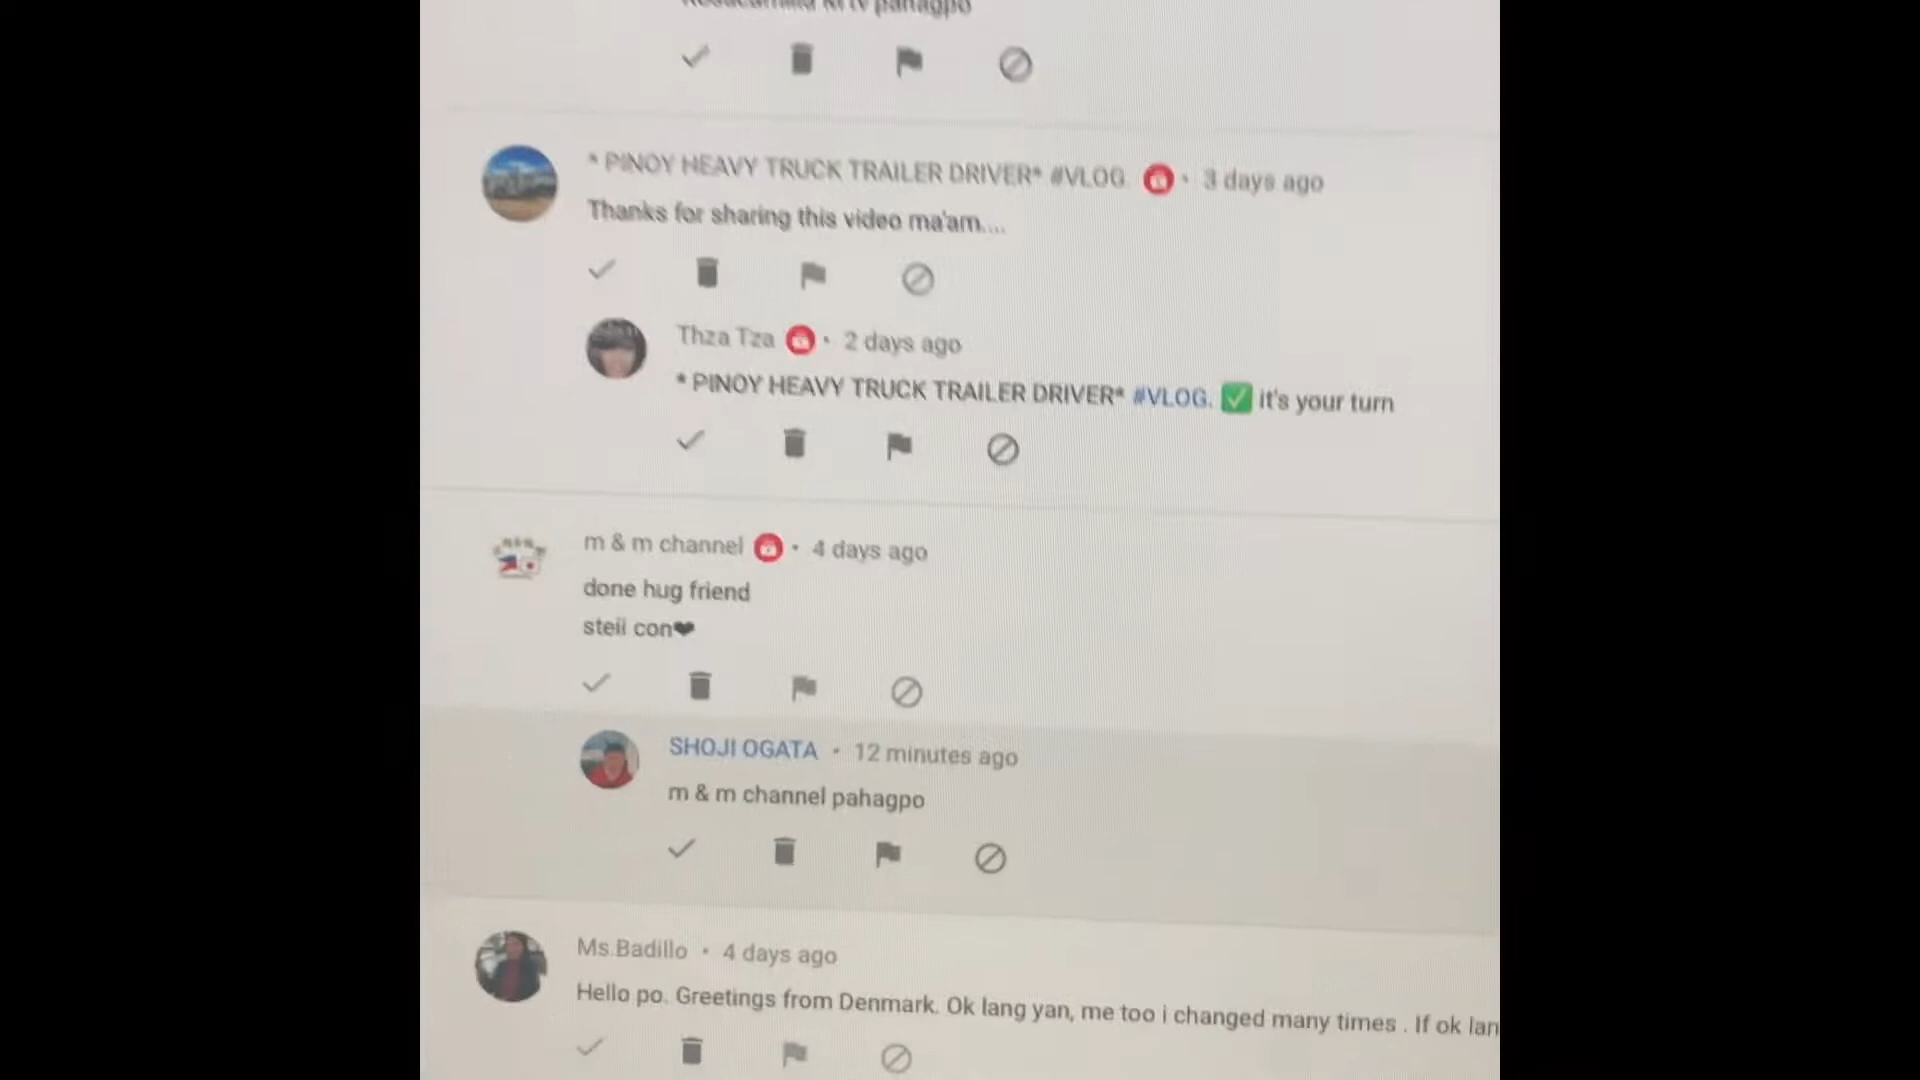 pahagpo
* PINOY HEAVY TRUCK TRAILER DRIVER* #VLOG. • 3 days ago
Thanks for sharing this video ma'am....
Thza Tza • 2 days ago
* PINOY HEAVY TRUCK TRAILER DRIVER* #VLOG. ✅ it's your turn
m & m channel • 4 days ago
done hug friend
steii con❤
SHOJI OGATA • 12 minutes ago
m & m channel pahagpo
Ms.Badillo • 4 days ago
Hello po. Greetings from Denmark. Ok lang yan, me too i changed many times . If ok lan